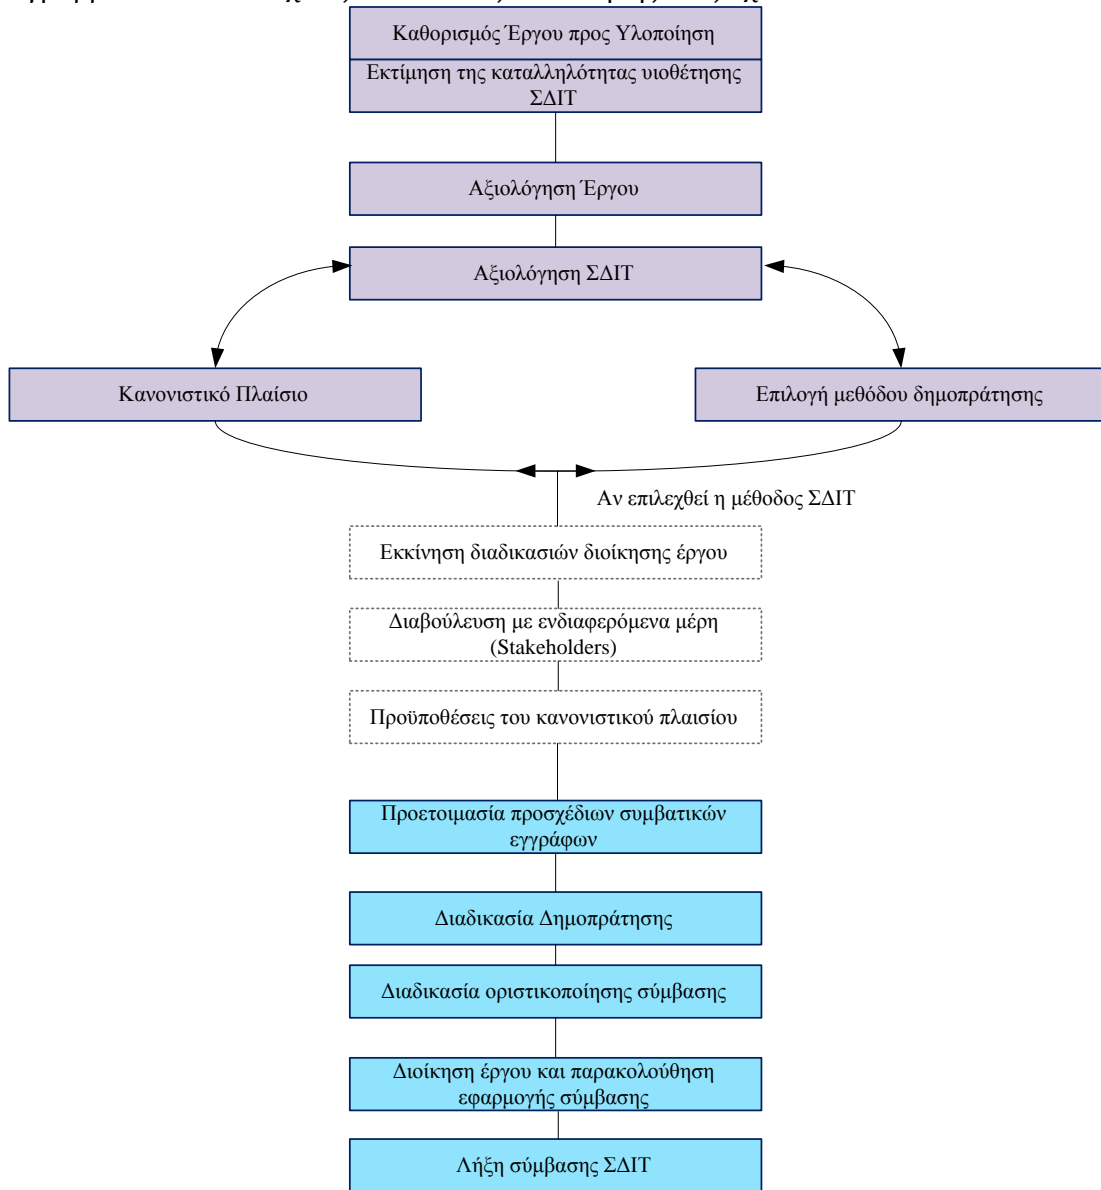 Καθορισμός Έργου προς Υλοποίηση
Εκτίμηση της καταλληλότητας υιοθέτησης
ΣΔΙΤ
Αξιολόγηση Έργου
Αξιολόγηση ΣΔΙΤ
Κανονιστικό Πλαίσιο
Επιλογή μεθόδου δημοπράτησης
Αν επιλεχθεί η μέθοδος ΣΔΙΤ
Εκκίνηση διαδικασιών διοίκησης έργου
Διαβούλευση με ενδιαφερόμενα μέρη
(Stakeholders)
Προϋποθέσεις του κανονιστικού πλαισίου
Προετοιμασία προσχέδιων συμβατικών
εγγράφων
Διαδικασία Δημοπράτησης
Διαδικασία οριστικοποίησης σύμβασης
Διοίκηση έργου και παρακολούθηση
εφαρμογής σύμβασης
Λήξη σύμβασης ΣΔΙΤ